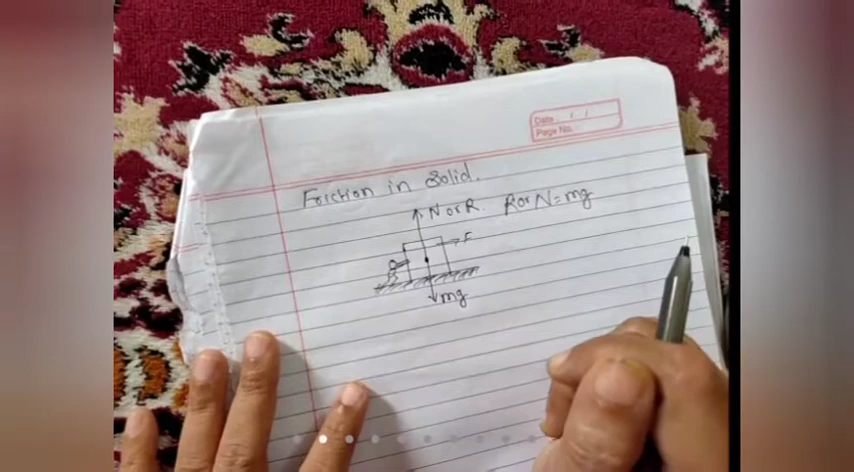 Date / /
Page No.
Friction in Solid.
N or R. R or N = mg
F
mg